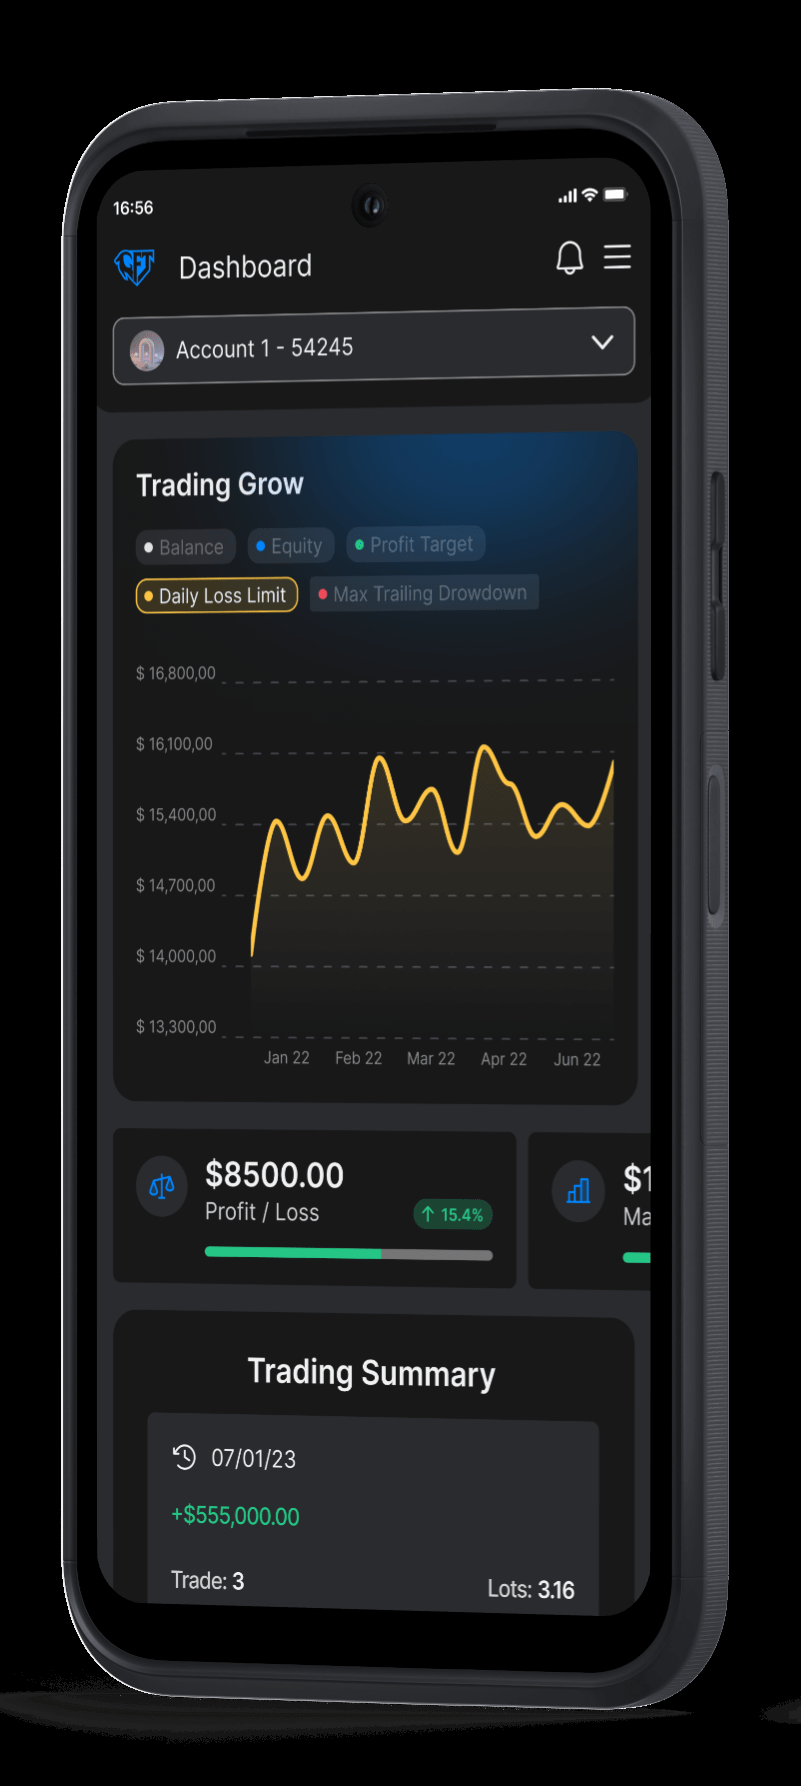 16:56
CFT Dashboard
Account 1 - 54245
Trading Grow
Balance Equity Profit Target
Daily Loss Limit Max Trailing Drowdown
$ 16,800,00
$ 16,100,00
$ 15,400,00
$ 14,700,00
$ 14,000,00
$ 13,300,00
Jan 22 Feb 22 Mar 22 Apr 22 Jun 22
$8500.00 $1
Profit / Loss ↑ 15.4% Ma
Trading Summary
07/01/23
+$555,000.00
Trade: 3 Lots: 3.16